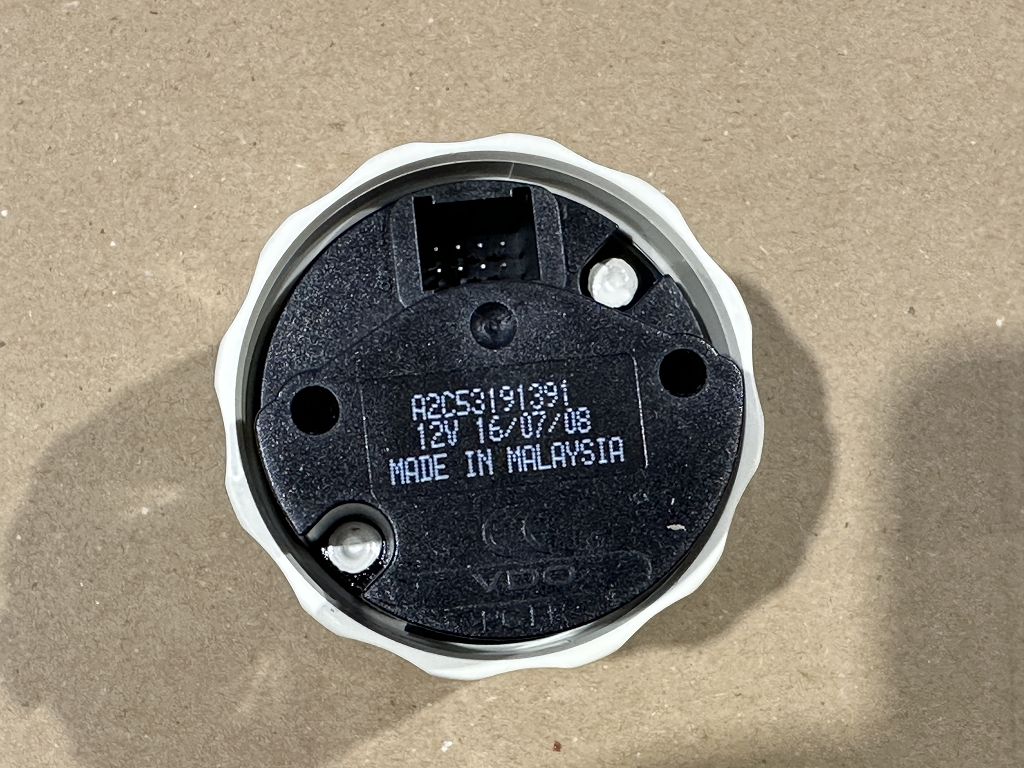 A2C53191391
12V 16/07/08
MADE IN MALAYSIA
VDO